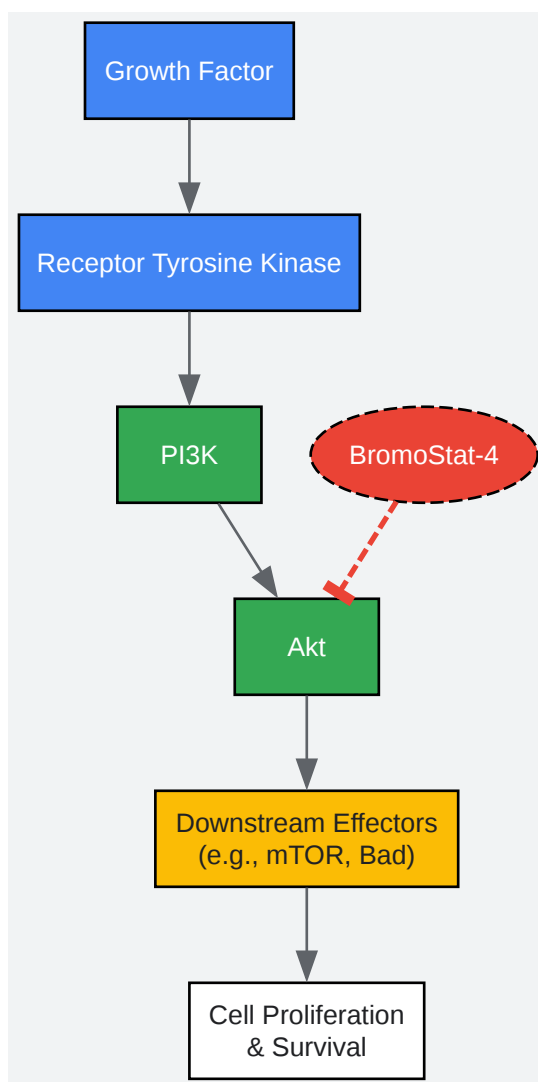 Growth Factor
Receptor Tyrosine Kinase
PI3K
BromoStat-4
Akt
Downstream Effectors
(e.g., mTOR, Bad)
Cell Proliferation
& Survival